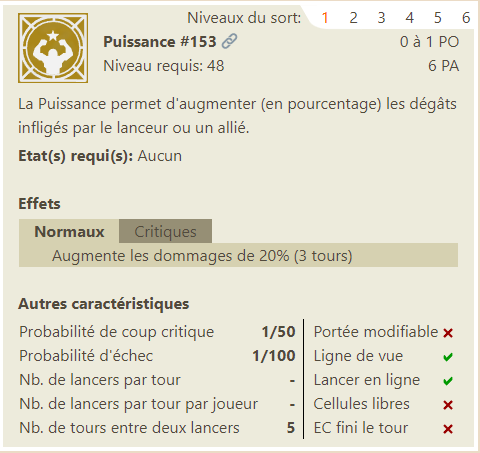 Niveaux du sort: 1 2 3 4 5 6
Puissance #153 0 à 1 PO
Niveau requis: 48 6 PA
La Puissance permet d'augmenter (en pourcentage) les dégâts
infligés par le lanceur ou un allié.
Etat(s) requi(s): Aucun
Effets
Normaux Critiques
Augmente les dommages de 20% (3 tours)
Autres caractéristiques
Probabilité de coup critique 1/50 Portée modifiable
Probabilité d'échec 1/100 Ligne de vue
Nb. de lancers par tour - Lancer en ligne
Nb. de lancers par tour par joueur - Cellules libres
Nb. de tours entre deux lancers 5 EC fini le tour